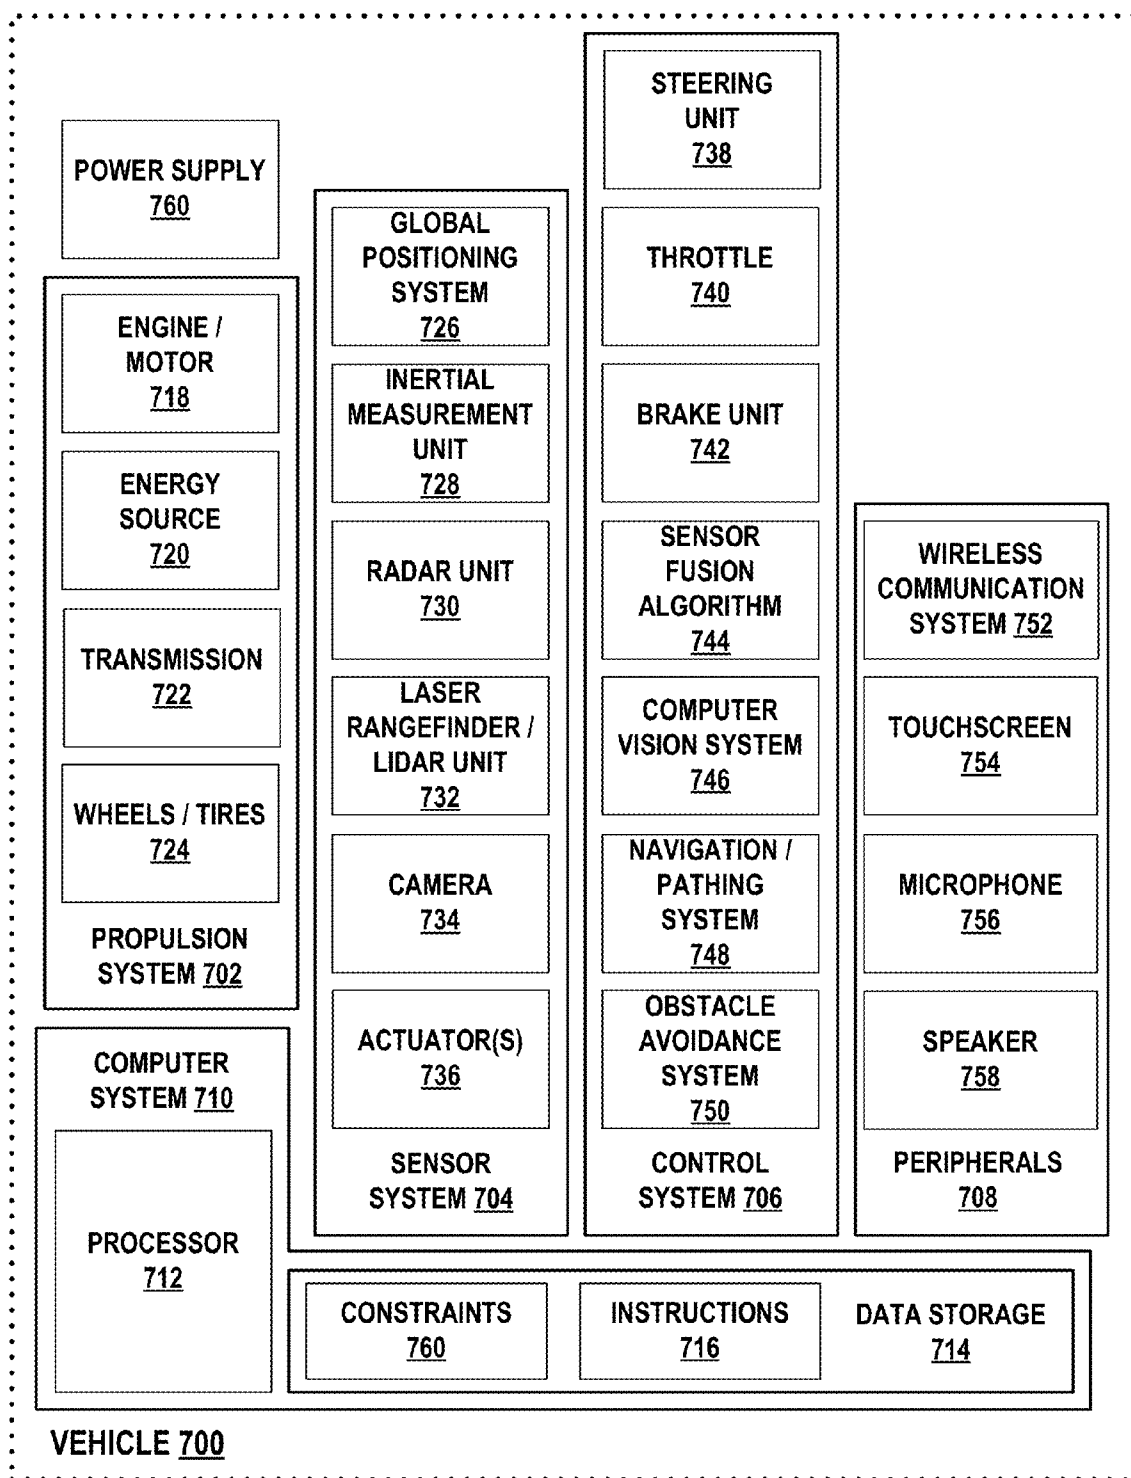 POWER SUPPLY
760
ENGINE /
MOTOR
718
ENERGY
SOURCE
720
TRANSMISSION
722
WHEELS / TIRES
724
PROPULSION
SYSTEM 702
GLOBAL
POSITIONING
SYSTEM
726
INERTIAL
MEASUREMENT
UNIT
728
RADAR UNIT
730
LASER
RANGEFINDER /
LIDAR UNIT
732
CAMERA
734
ACTUATOR(S)
736
SENSOR
SYSTEM 704
STEERING
UNIT
738
THROTTLE
740
BRAKE UNIT
742
SENSOR
FUSION
ALGORITHM
744
COMPUTER
VISION SYSTEM
746
NAVIGATION /
PATHING
SYSTEM
748
OBSTACLE
AVOIDANCE
SYSTEM
750
CONTROL
SYSTEM 706
WIRELESS
COMMUNICATION
SYSTEM 752
TOUCHSCREEN
754
MICROPHONE
756
SPEAKER
758
PERIPHERALS
708
COMPUTER
SYSTEM 710
PROCESSOR
712
CONSTRAINTS
760
INSTRUCTIONS
716
DATA STORAGE
714
VEHICLE 700